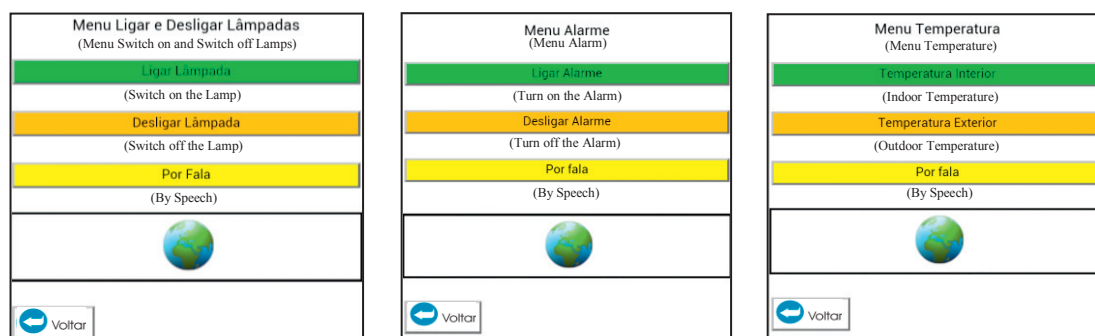 Menu Ligar e Desligar Lâmpadas
(Menu Switch on and Switch off Lamps)
Ligar Lâmpada
(Switch on the Lamp)
Desligar Lâmpada
(Switch off the Lamp)
Por Fala
(By Speech)
Voltar
Menu Alarme
(Menu Alarm)
Ligar Alarme
(Turn on the Alarm)
Desligar Alarme
(Turn off the Alarm)
Por fala
(By Speech)
Voltar
Menu Temperatura
(Menu Temperature)
Temperatura Interior
(Indoor Temperature)
Temperatura Exterior
(Outdoor Temperature)
Por fala
(By Speech)
Voltar